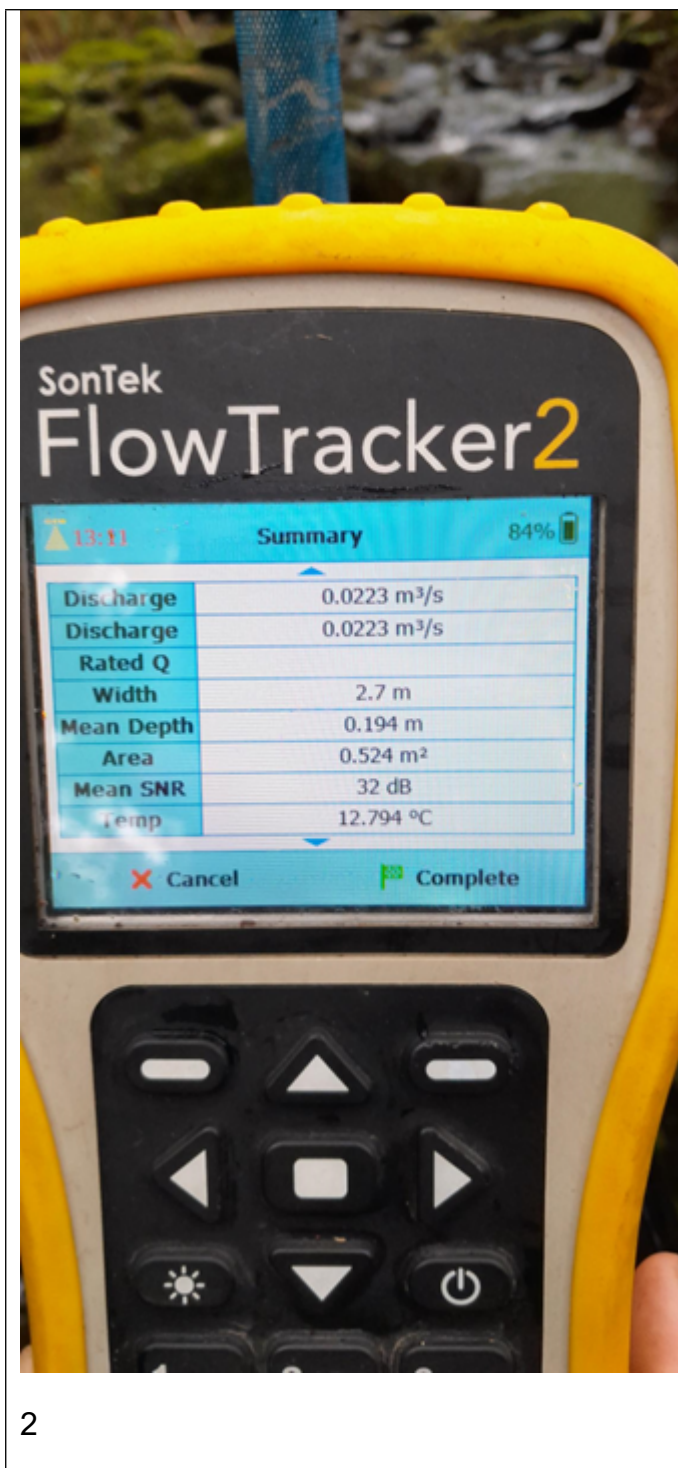 SonTek
FlowTracker2
13:11 Summary 84%
Discharge 0.0223 m³/s
Discharge 0.0223 m³/s
Rated Q
Width 2.7 m
Mean Depth 0.194 m
Area 0.524 m²
Mean SNR 32 dB
Temp 12.794 ºC
Cancel Complete
2